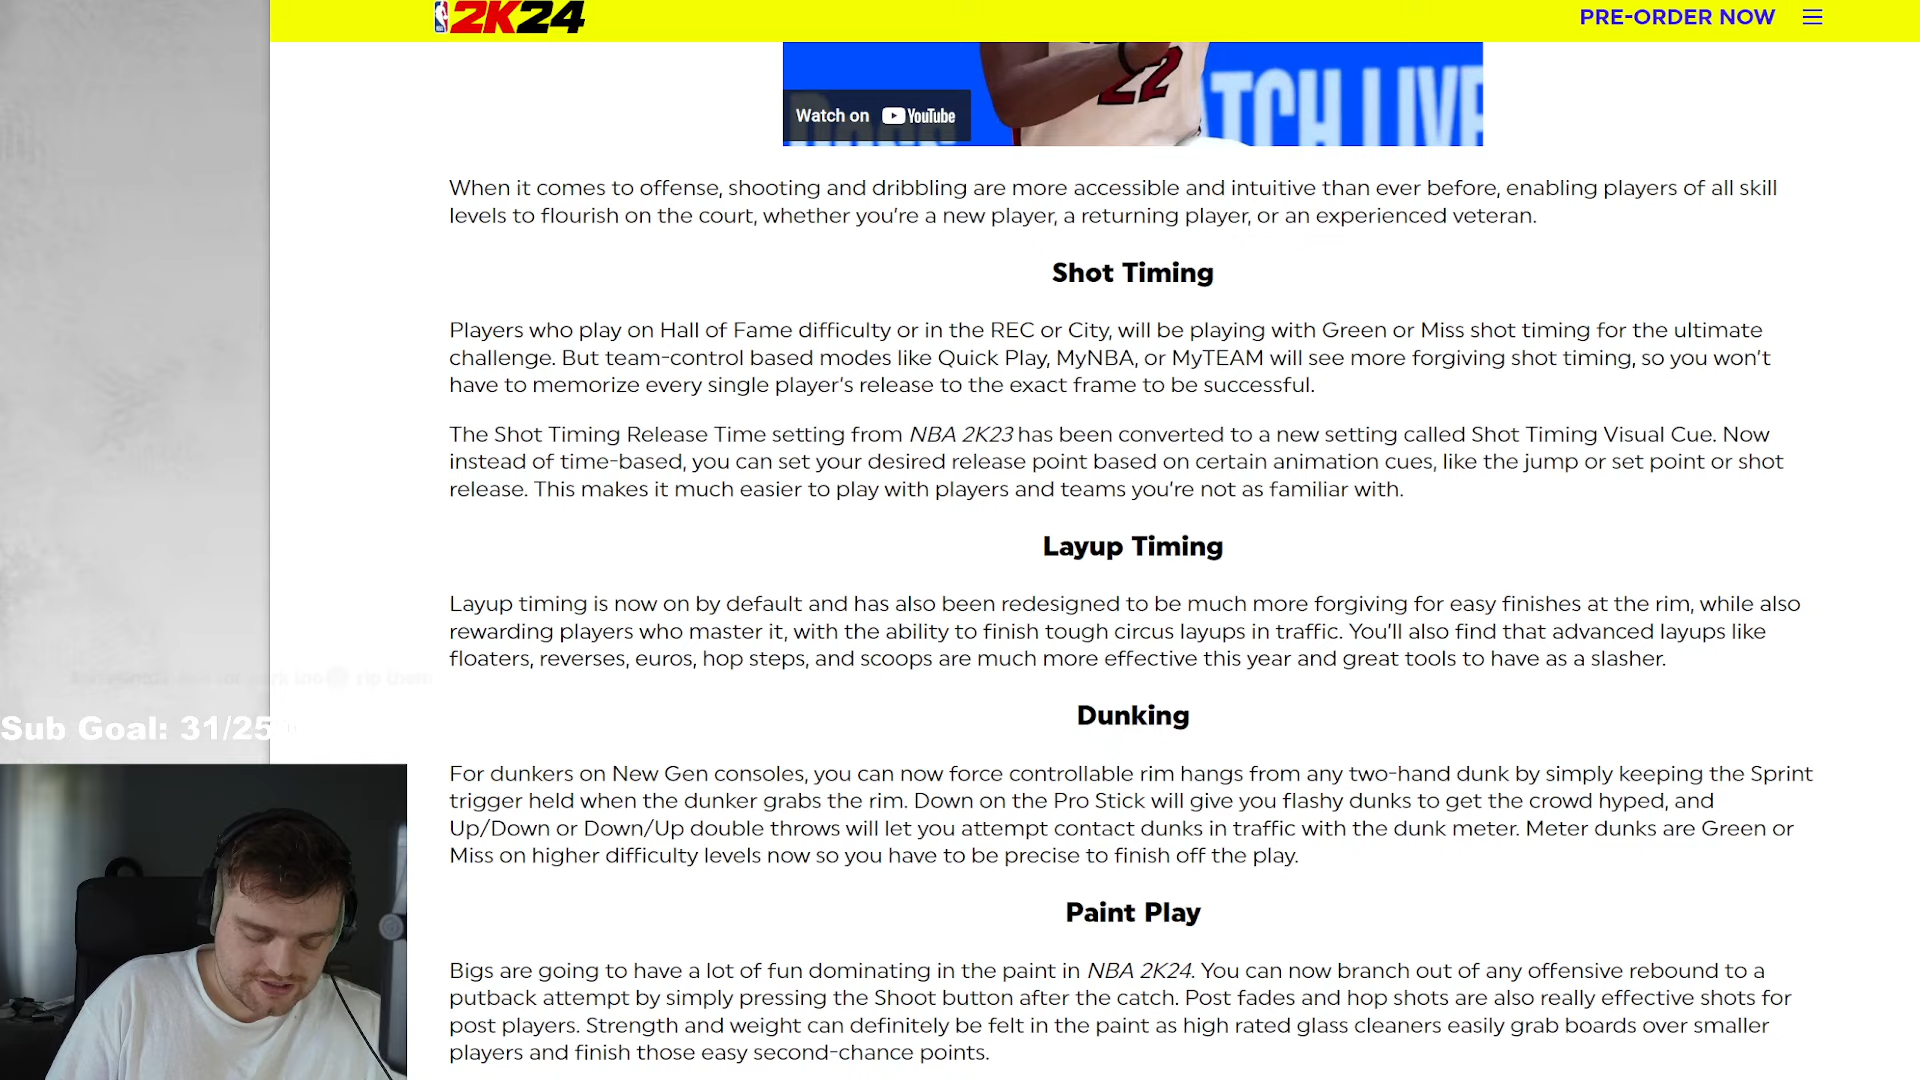 2K24
PRE-ORDER NOW
22
Watch on YouTube
ATCH LIVE
When it comes to offense, shooting and dribbling are more accessible and intuitive than ever before, enabling players of all skill
levels to flourish on the court, whether you're a new player, a returning player, or an experienced veteran.
Shot Timing
Players who play on Hall of Fame difficulty or in the REC or City, will be playing with Green or Miss shot timing for the ultimate
challenge. But team-control based modes like Quick Play, MyNBA, or MyTEAM will see more forgiving shot timing, so you won't
have to memorize every single player's release to the exact frame to be successful.
The Shot Timing Release Time setting from NBA 2K23 has been converted to a new setting called Shot Timing Visual Cue. Now
instead of time-based, you can set your desired release point based on certain animation cues, like the jump or set point or shot
release. This makes it much easier to play with players and teams you're not as familiar with.
Layup Timing
Layup timing is now on by default and has also been redesigned to be much more forgiving for easy finishes at the rim, while also
rewarding players who master it, with the ability to finish tough circus layups in traffic. You'll also find that advanced layups like
floaters, reverses, euros, hop steps, and scoops are much more effective this year and great tools to have as a slasher.
Sub Goal: 31/25
Dunking
For dunkers on New Gen consoles, you can now force controllable rim hangs from any two-hand dunk by simply keeping the Sprint
trigger held when the dunker grabs the rim. Down on the Pro Stick will give you flashy dunks to get the crowd hyped, and
Up/Down or Down/Up double throws will let you attempt contact dunks in traffic with the dunk meter. Meter dunks are Green or
Miss on higher difficulty levels now so you have to be precise to finish off the play.
Paint Play
Bigs are going to have a lot of fun dominating in the paint in NBA 2K24. You can now branch out of any offensive rebound to a
putback attempt by simply pressing the Shoot button after the catch. Post fades and hop shots are also really effective shots for
post players. Strength and weight can definitely be felt in the paint as high rated glass cleaners easily grab boards over smaller
players and finish those easy second-chance points.